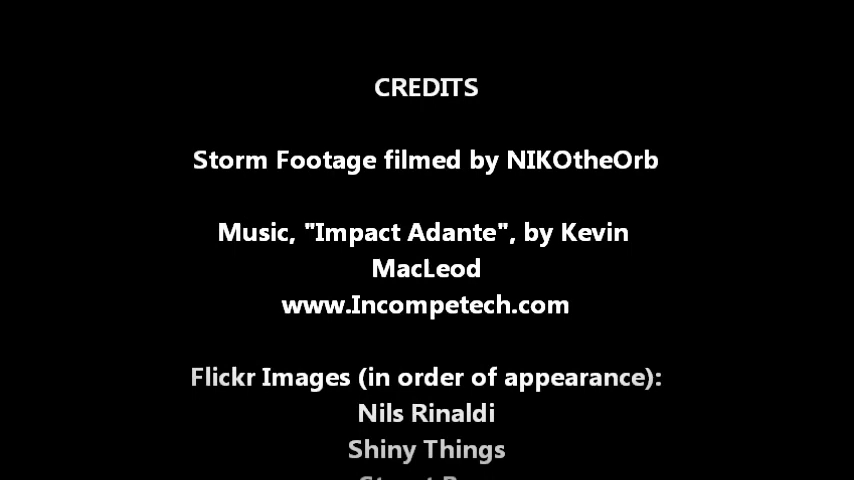 CREDITS
Storm Footage filmed by NIKOtheOrb
Music, "Impact Adante", by Kevin
MacLeod
www.Incompetech.com
Flickr Images (in order of appearance):
Nils Rinaldi
Shiny Things